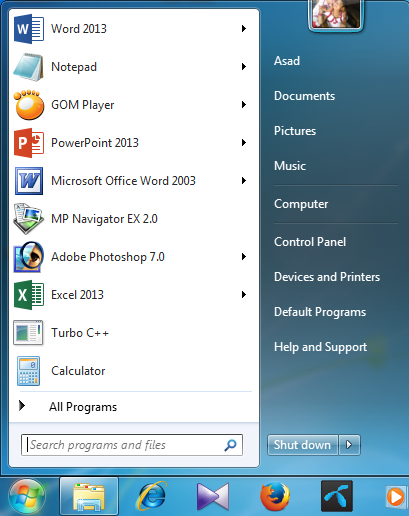 Word 2013
Notepad
GOM Player
PowerPoint 2013
Microsoft Office Word 2003
MP Navigator EX 2.0
Adobe Photoshop 7.0
Excel 2013
Turbo C++
Calculator
All Programs
Search programs and files
Asad
Documents
Pictures
Music
Computer
Control Panel
Devices and Printers
Default Programs
Help and Support
Shut down